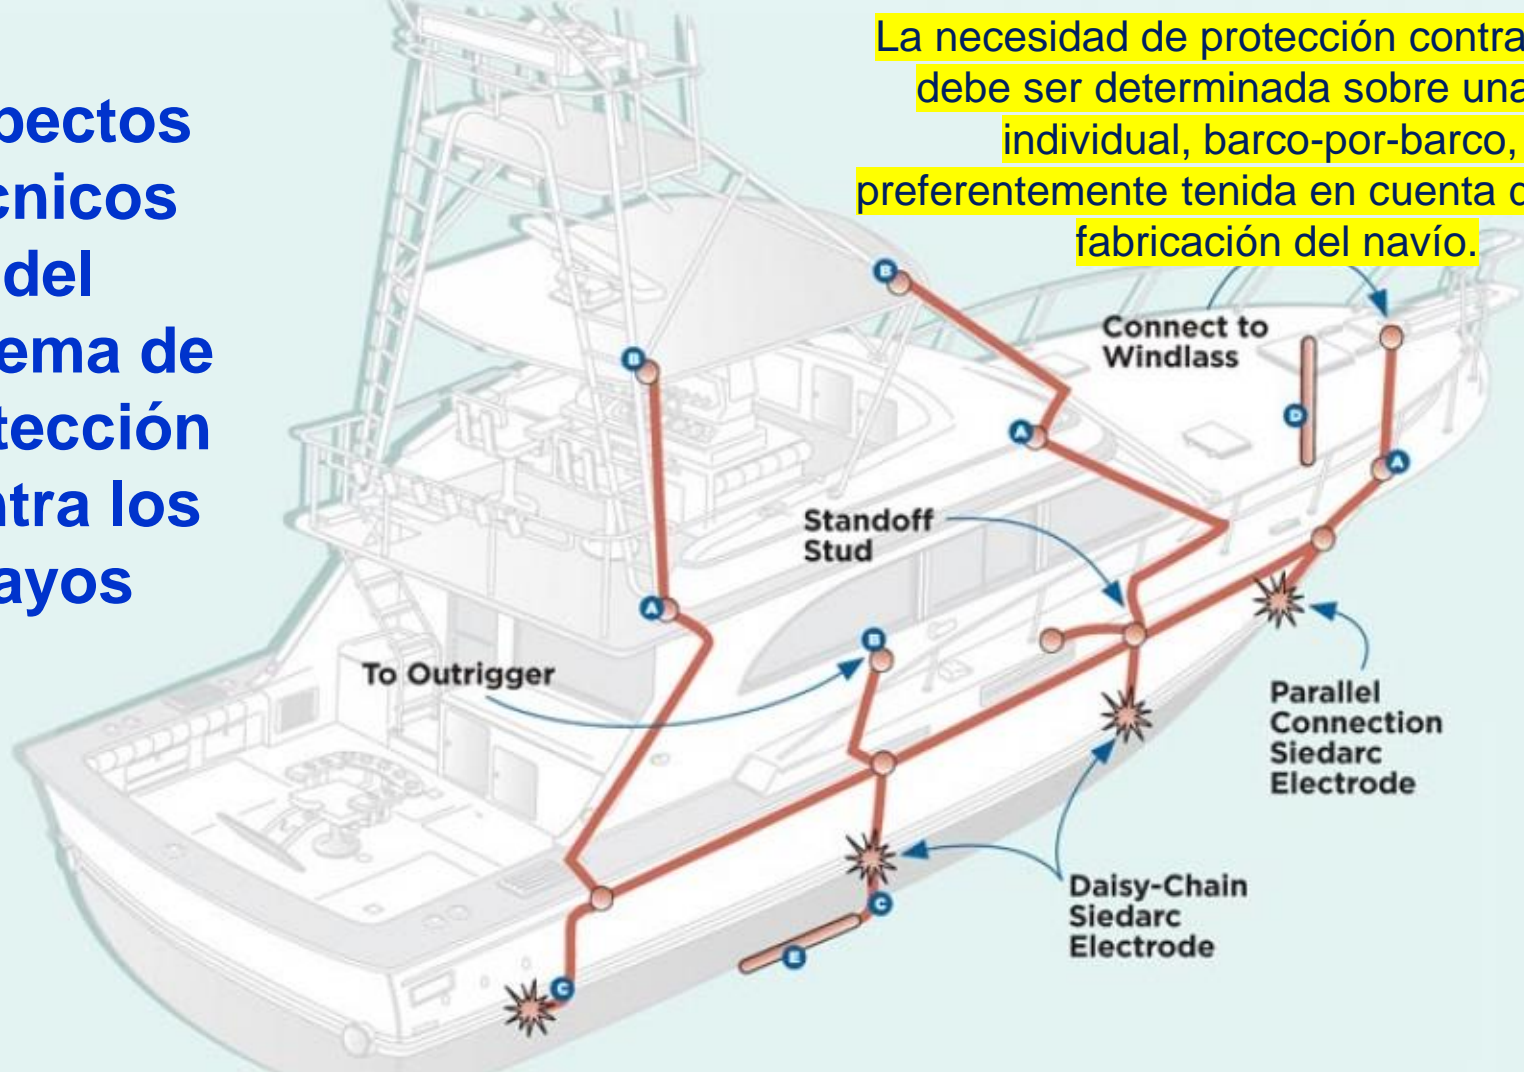 pectos
cnicos
del
ema de
tección
ntra los
ayos
La necesidad de protección contra
debe ser determinada sobre una
individual, barco-por-barco,
preferentemente tenida en cuenta
fabricación del navío.
B
Connect to
Windlass
B
D
A
A
Standoff
Stud
A
B
To Outrigger
Parallel
Connection
Siedarc
Electrode
Daisy-Chain
Siedarc
Electrode
C
E
C